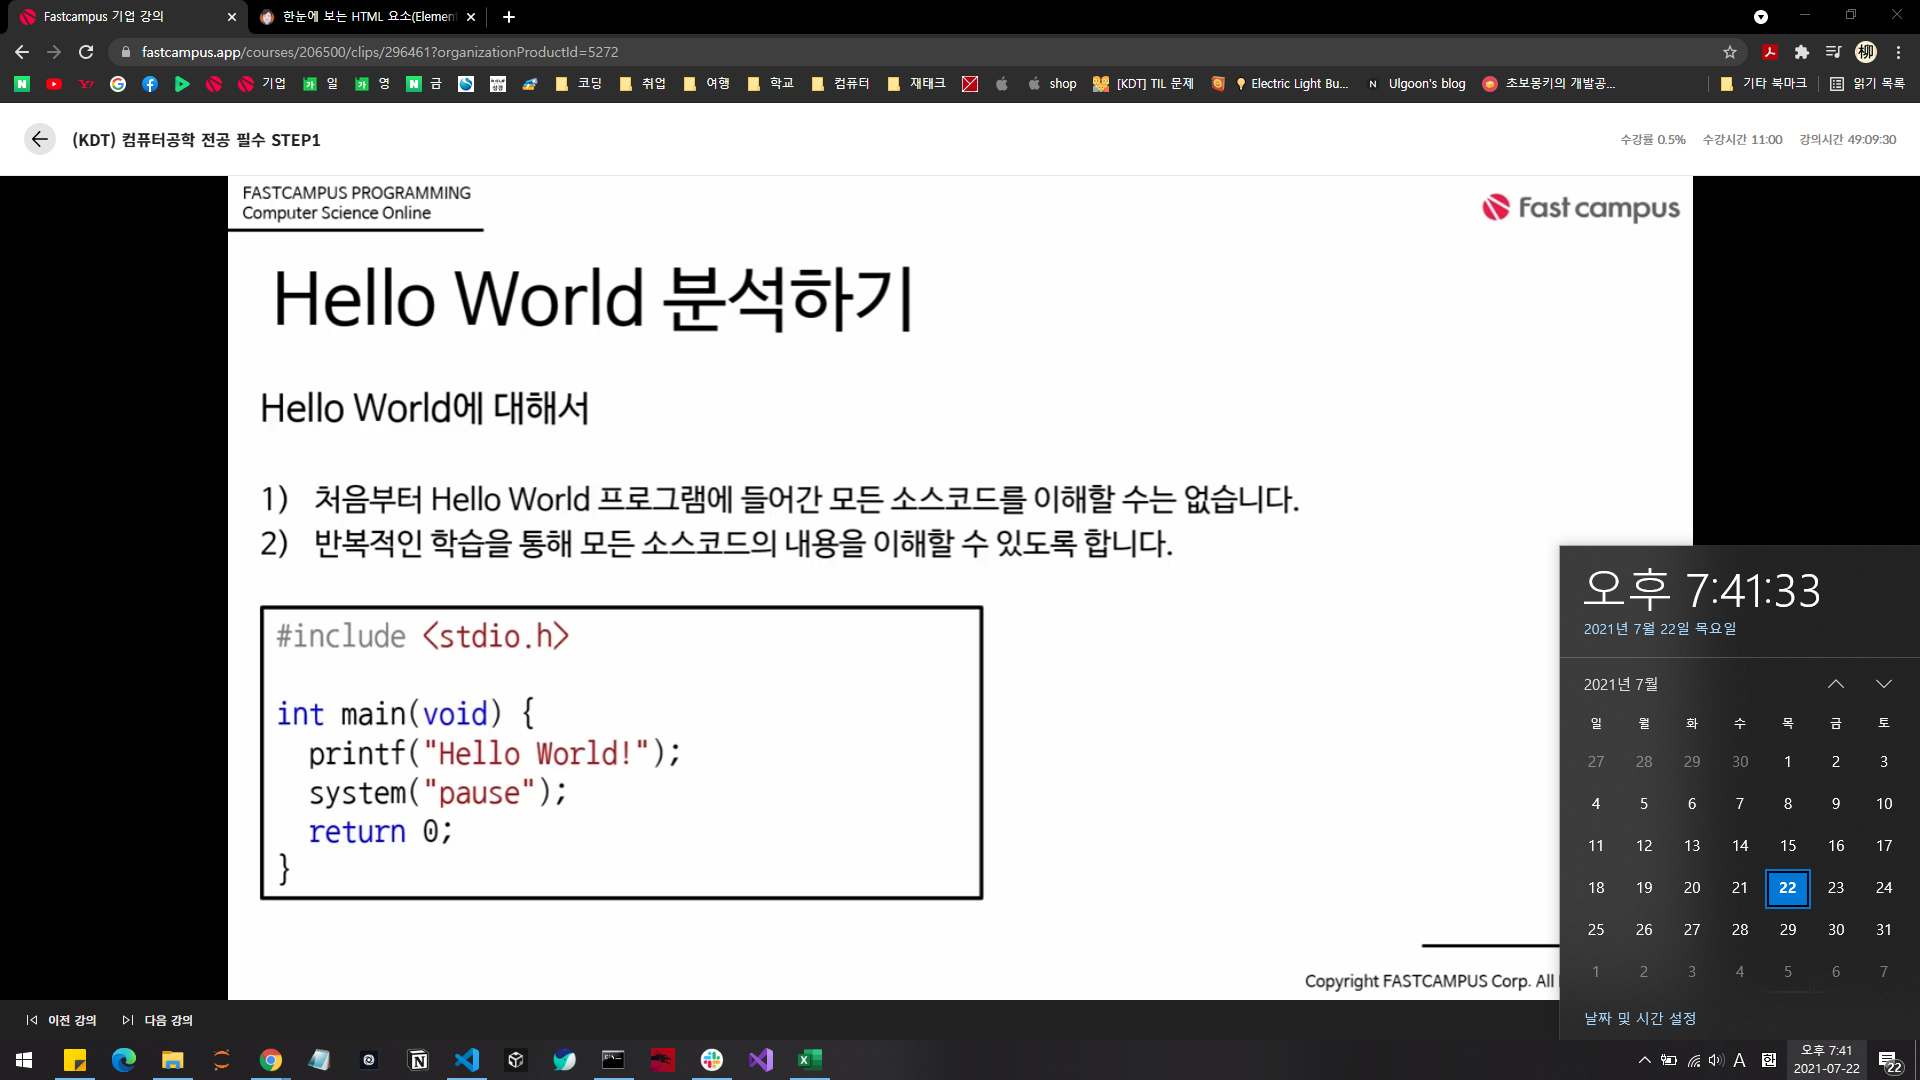 Fastcampus 기업 강의
한눈에 보는 HTML 요소(Elemen
fastcampus.app/courses/206500/clips/296461?organizationProductId=5272
기업
일
영
금
코딩
취업
여행
학교
컴퓨터
재테크
shop
[KDT] TIL 문제
Electric Light Bu...
Ulgoon's blog
초보몽키의 개발공...
기타 북마크
읽기 목록
(KDT) 컴퓨터공학 전공 필수 STEP1
수강률 0.5% 수강시간 11:00 강의시간 49:09:30
FASTCAMPUS PROGRAMMING
Computer Science Online
Fast campus
Hello World 분석하기
Hello World에 대해서
1) 처음부터 Hello World 프로그램에 들어간 모든 소스코드를 이해할 수는 없습니다.
2) 반복적인 학습을 통해 모든 소스코드의 내용을 이해할 수 있도록 합니다.
#include <stdio.h>
int main(void) {
printf("Hello World!");
system("pause");
return 0;
}
Copyright FASTCAMPUS Corp. All
오후 7:41:33
2021년 7월 22일 목요일
2021년 7월
일 월 화 수 목 금 토
27 28 29 30 1 2 3
4 5 6 7 8 9 10
11 12 13 14 15 16 17
18 19 20 21 22 23 24
25 26 27 28 29 30 31
1 2 3 4 5 6 7
날짜 및 시간 설정
이전 강의
다음 강의
A
한
오후 7:41
2021-07-22
22